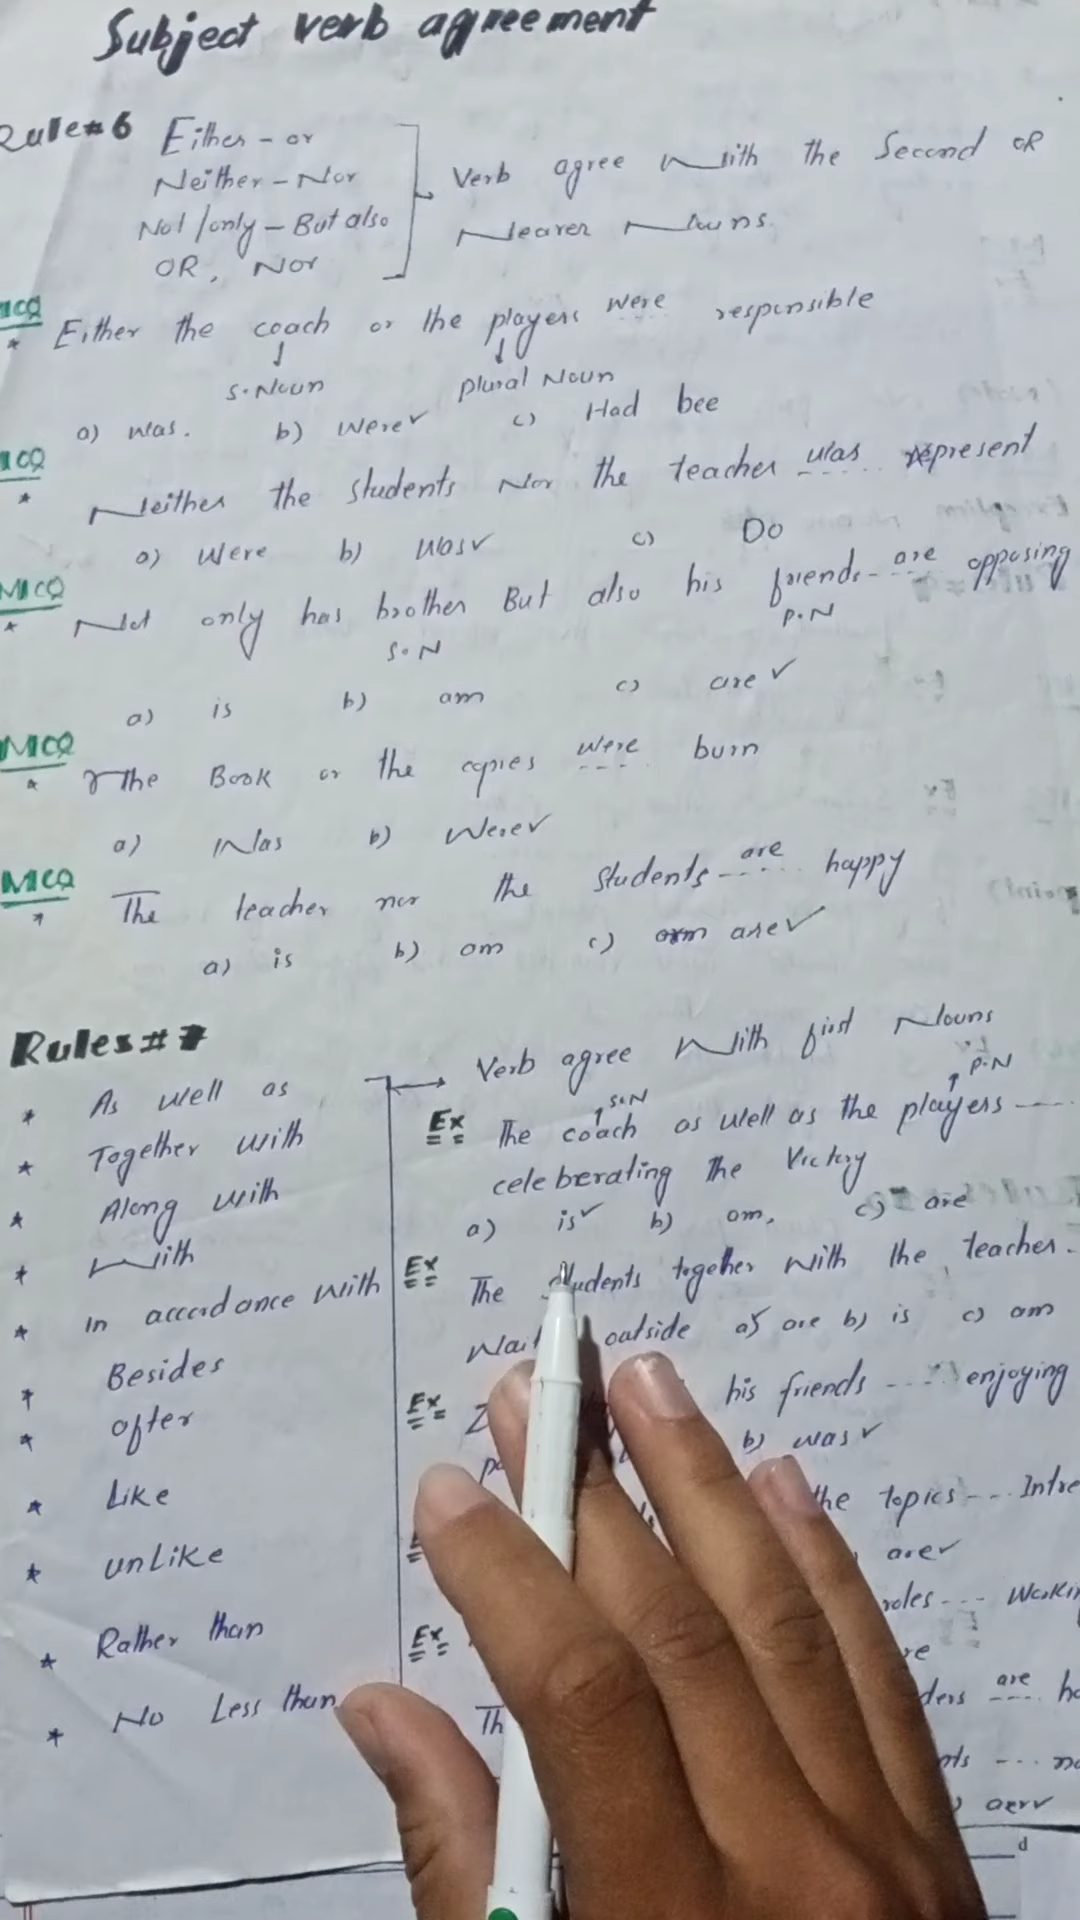 Subject verb agreement
Rule#6 Either - or
Neither - Nor
Not/only - But also
OR, Nor
Verb agree With the Second OR
Nearer Nouns.
MCQ
* Either the coach or the players were responsible
S.Noun plural Noun
a) Was. b) Were✓ c) Had bee
MCQ
* Neither the students Nor the teacher was represent
a) Were b) Was✓ c) Do
MCQ
* Not only has brother But also his friends are opposing
S.N P.N
a) is b) am c) are✓
MCQ
* The Book or the copies were burn
a) Was b) Were✓
MCQ
* The teacher nor the students are happy
a) is b) am c) are✓
Rules#7
* As well as
* Together with
* Along with
* With
* In accordance with
* Besides
* after
* Like
* unLike
* Rather than
* No Less than
Verb agree With first Nouns
S.N P.N
Ex The coach as well as the players ----
celeberating the Victory
a) is✓ b) am, c) are
Ex The students together with the teacher -
outside a) are b) is c) am
Ex his friends ---- enjoying
b) was✓
the topics ---
are✓
Ex
---
Th are
---
d